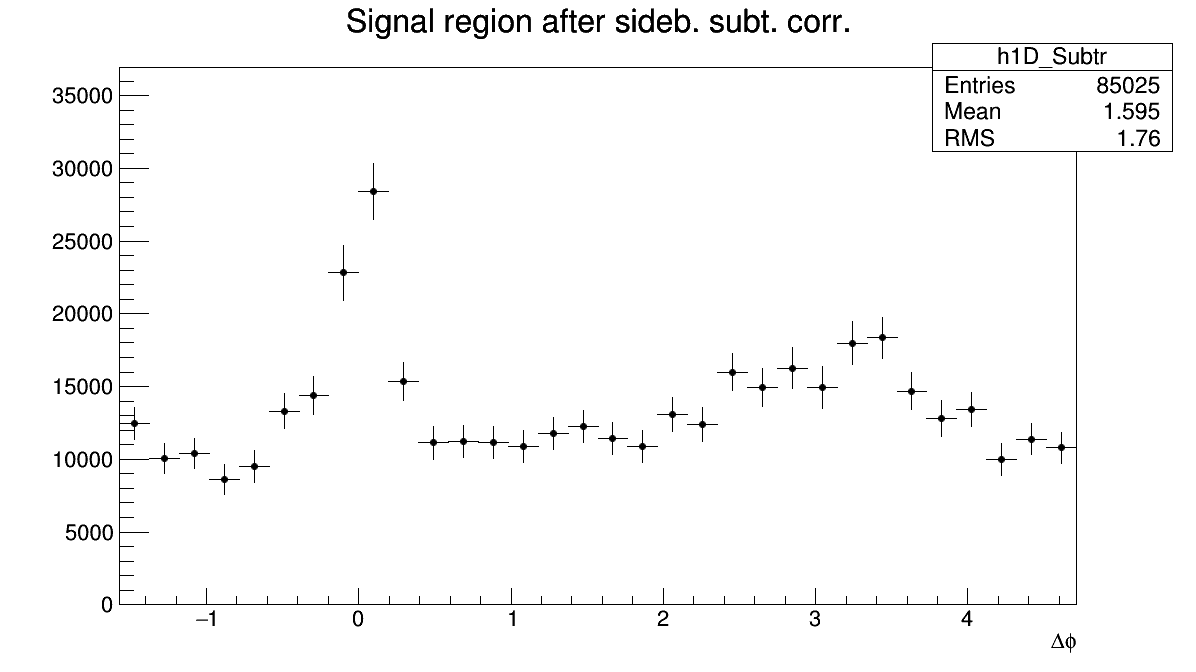 Signal region after sideb. subt. corr.
h1D_Subtr
Entries 85025
Mean 1.595
RMS 1.76
35000
30000
25000
20000
15000
10000
5000
0
−1 0 1 2 3 4
Δϕ